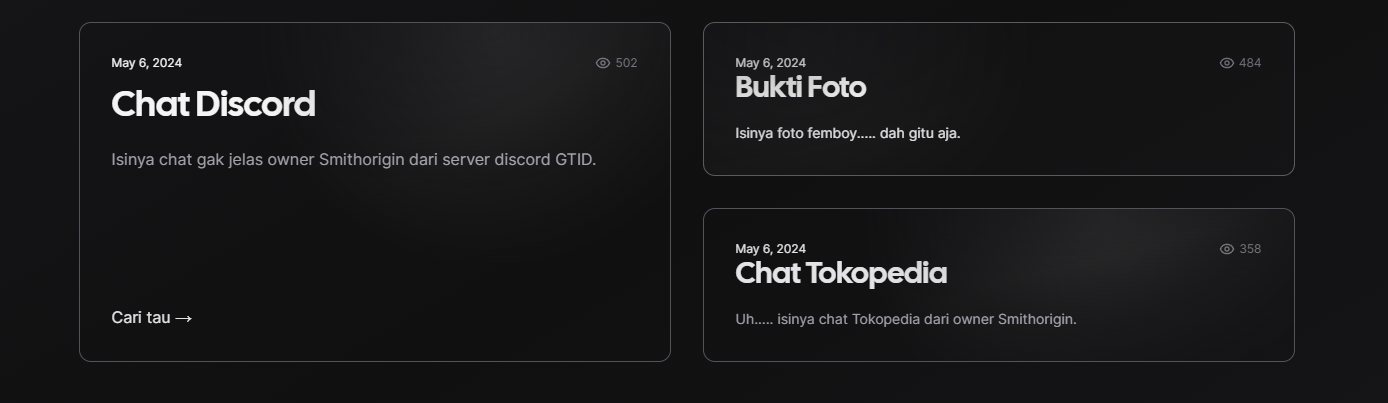 May 6, 2024
502
Chat Discord
Isinya chat gak jelas owner Smithorigin dari server discord GTID.
Cari tau →
May 6, 2024
484
Bukti Foto
Isinya foto femboy..... dah gitu aja.
May 6, 2024
358
Chat Tokopedia
Uh..... isinya chat Tokopedia dari owner Smithorigin.